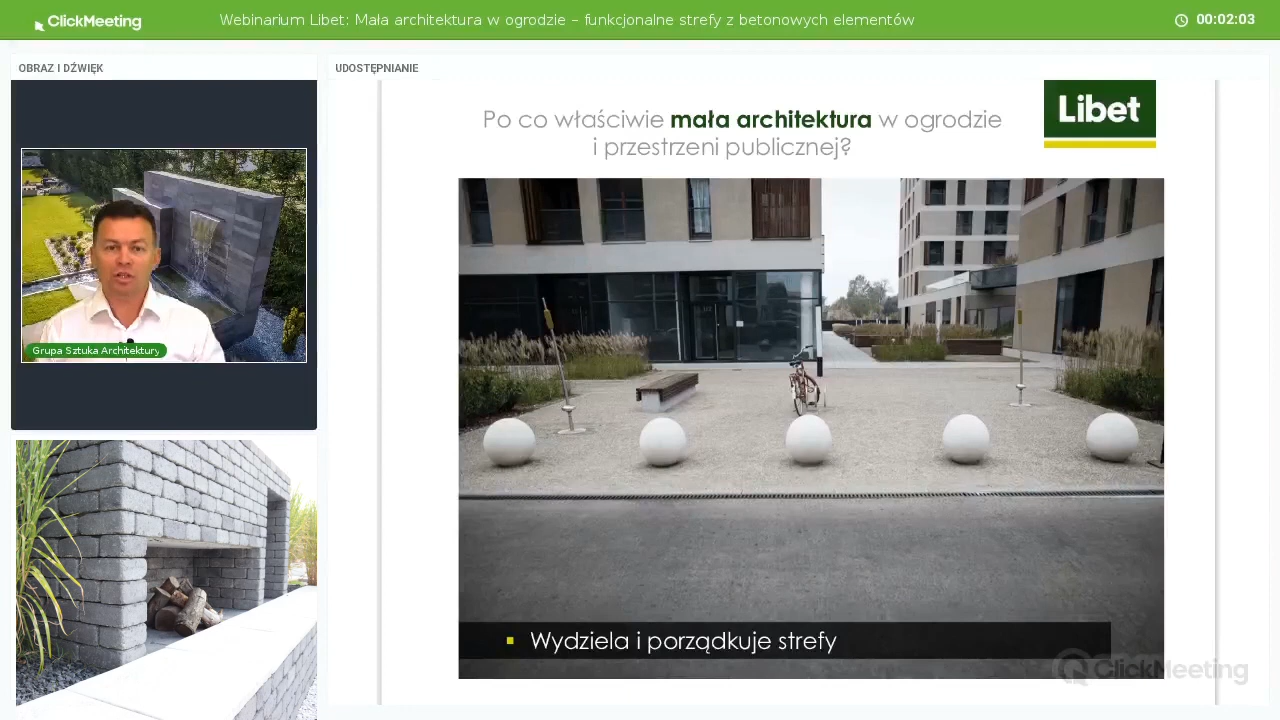 ClickMeeting
Webinarium Libet: Mała architektura w ogrodzie – funkcjonalne strefy z betonowych elementów
00:02:03
OBRAZ I DŹWIĘK
UDOSTĘPNIANIE
Po co właściwie mała architektura w ogrodzie
i przestrzeni publicznej?
Libet
Grupa Sztuka Architektury
▪ Wydziela i porządkuje strefy
ClickMeeting